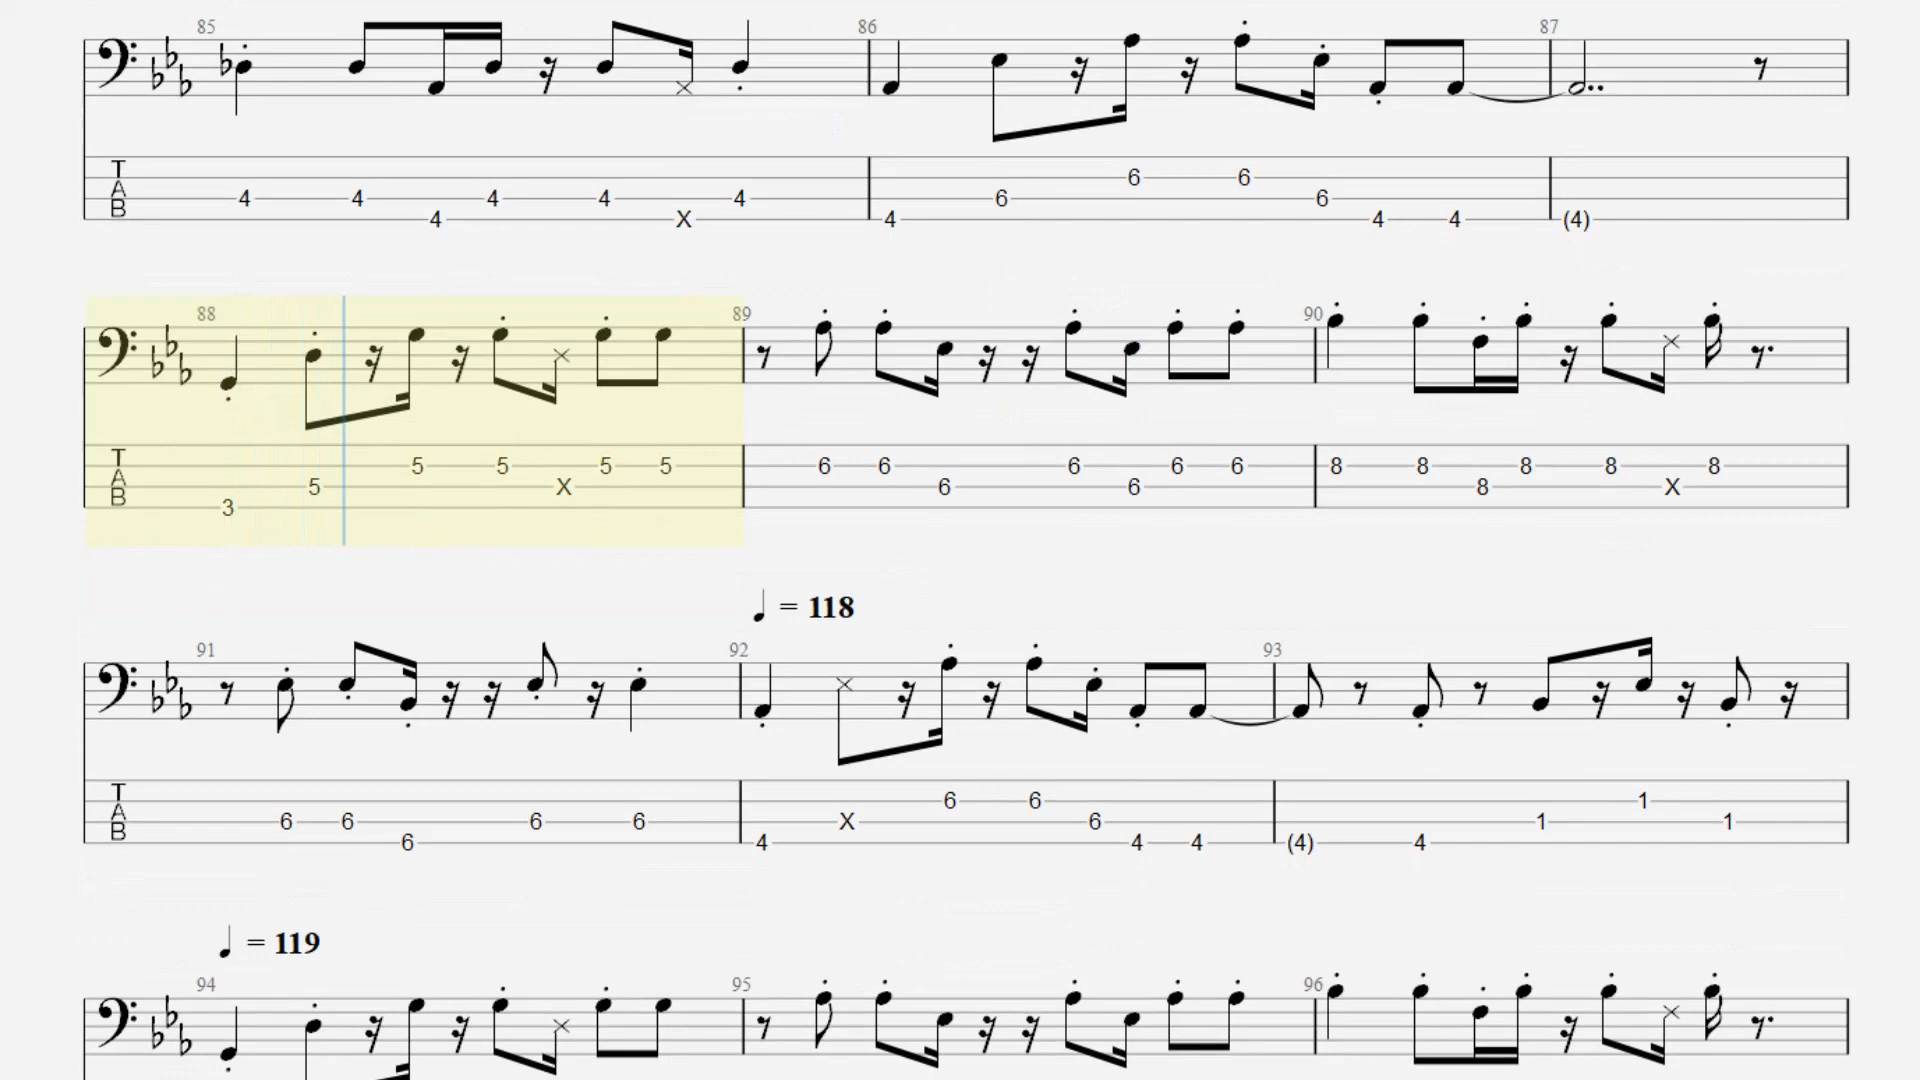 85 86 87
T 6 6
A 4 4 4 4 4 6 6
B 4 X 4 4 4 (4)
88 89 90
T 5 5 5 5 6 6 6 6 6 8 8 8 8 8
A 5 X 6 6 8 X
B 3
♩ = 118
91 92 93
T 6 6 1
A 6 6 6 6 X 6 1 1
B 6 4 4 4 (4) 4
♩ = 119
94 95 96